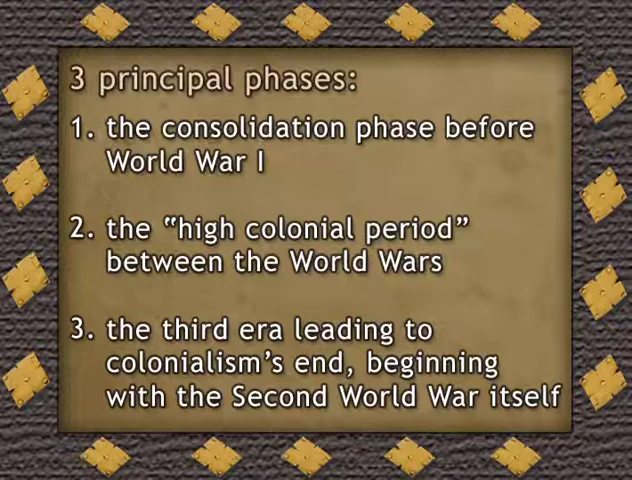 3 principal phases:
1. the consolidation phase before
World War I
2. the “high colonial period”
between the World Wars
3. the third era leading to
colonialism’s end, beginning
with the Second World War itself